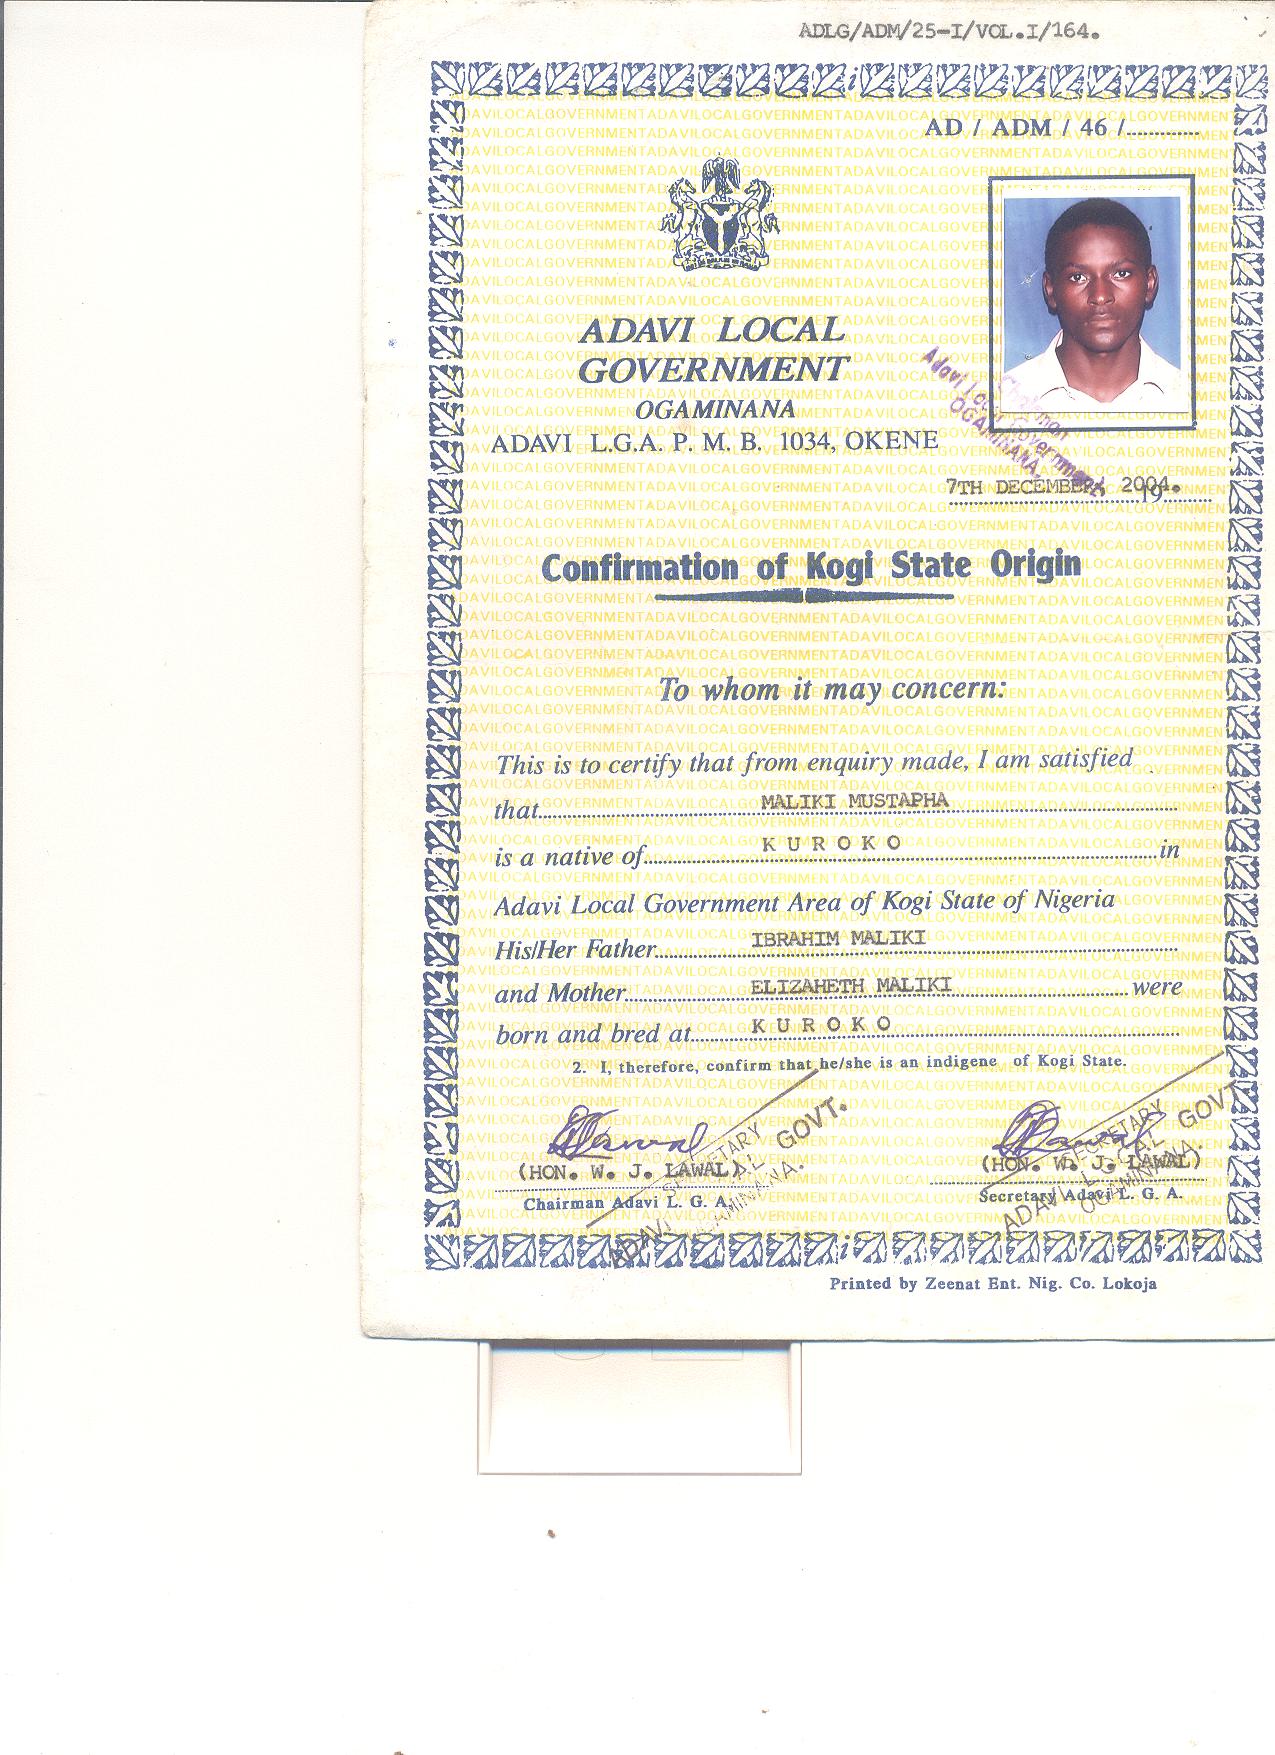 ADLG/ADM/25-I/VOL.I/164.
AD / ADM / 46 /.............
ADAVI LOCAL
GOVERNMENT
OGAMINANA
ADAVI L.G.A. P. M. B. 1034, OKENE
Chairman
Adavi Local Government
OGAMINANA.
7TH DECEMBER, 2004. 19
Confirmation of Kogi State Origin
To whom it may concern:
This is to certify that from enquiry made, I am satisfied
that MALIKI MUSTAPHA
is a native of K U R O K O in
Adavi Local Government Area of Kogi State of Nigeria
His/Her Father IBRAHIM MALIKI
and Mother ELIZAHETH MALIKI were
born and bred at K U R O K O
2. I, therefore, confirm that he/she is an indigene of Kogi State.
(HON. W. J. LAWAL) (HON. W. J. LAWAL)
Chairman Adavi L. G. A. Secretary Adavi L. G. A.
SECRETARY
ADAVI LOCAL GOVT.
OGAMINANA.
SECRETARY
ADAVI LOCAL GOVT
OGAMINANA.
Printed by Zeenat Ent. Nig. Co. Lokoja